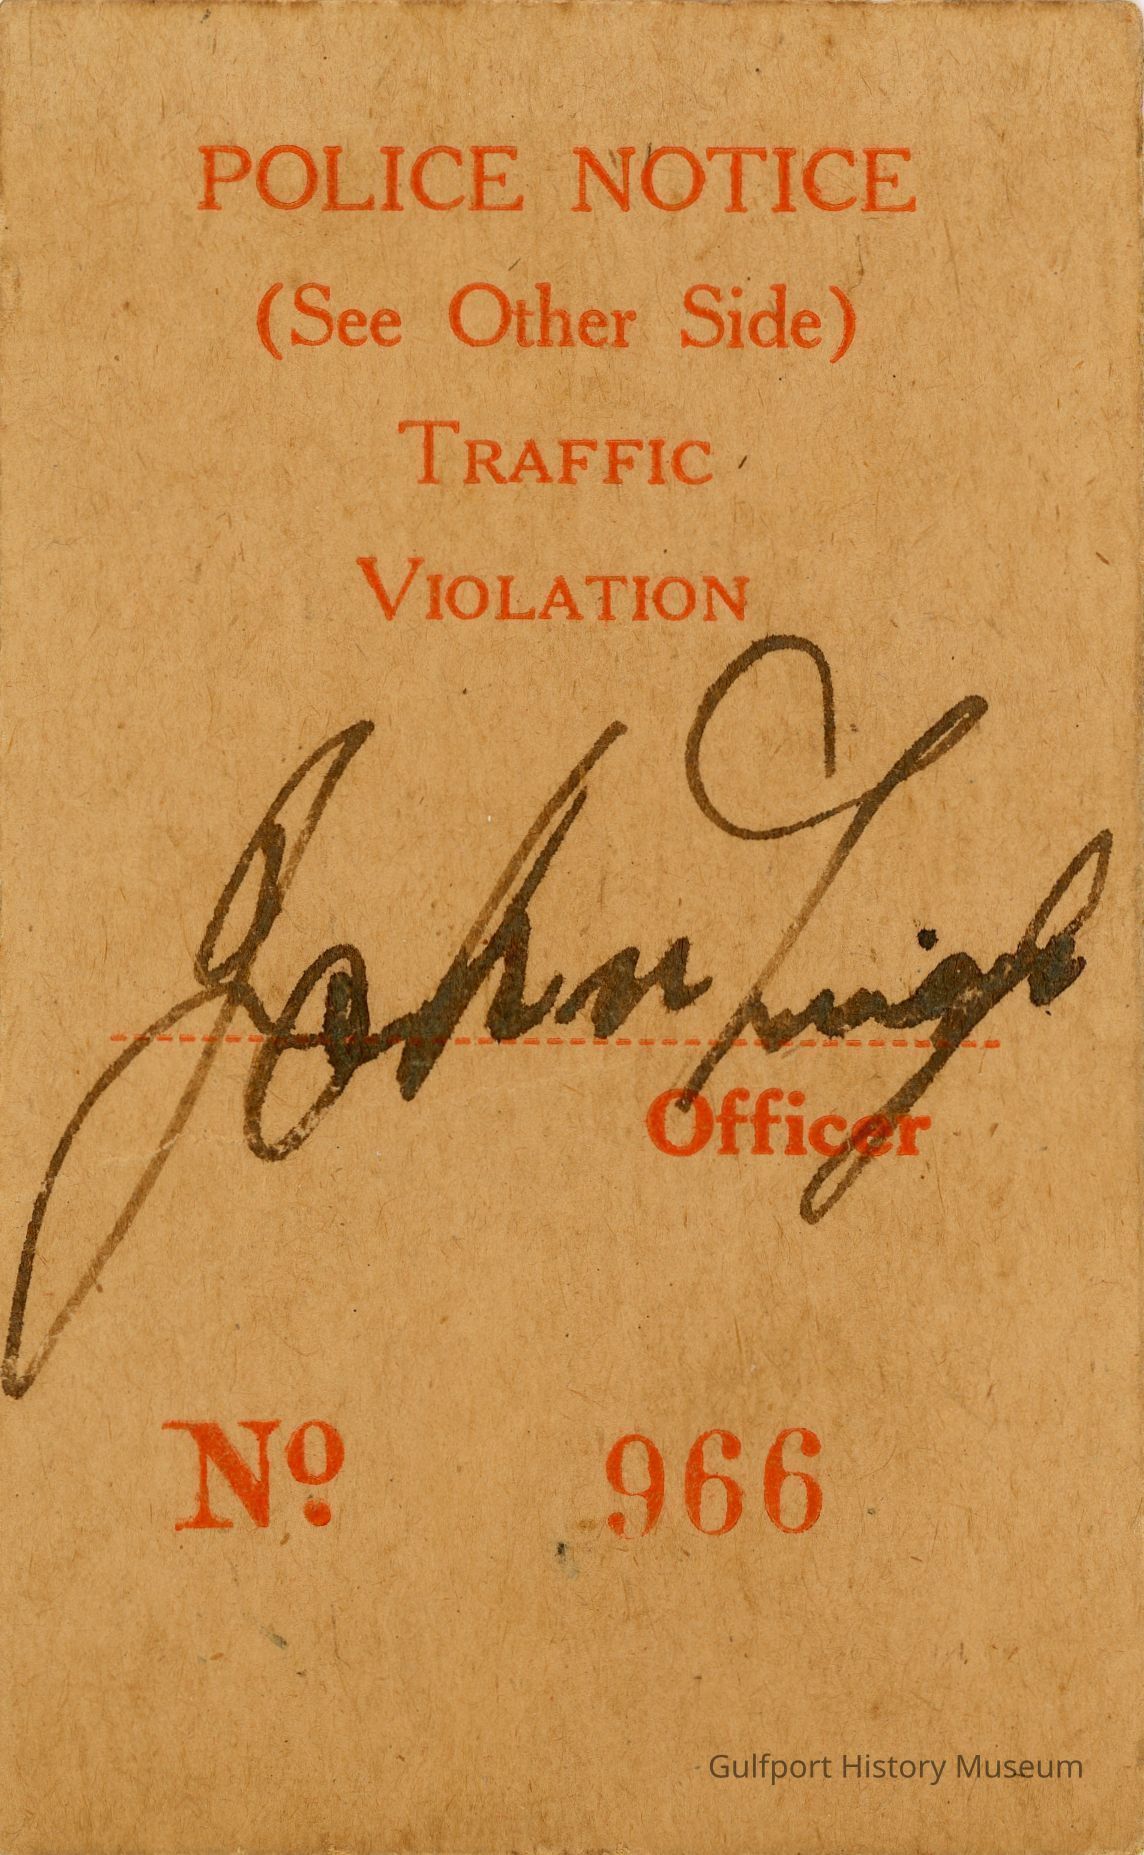 POLICE NOTICE
(See Other Side)
TRAFFIC
VIOLATION
John
Officer
Nº 966
Gulfport History Museum